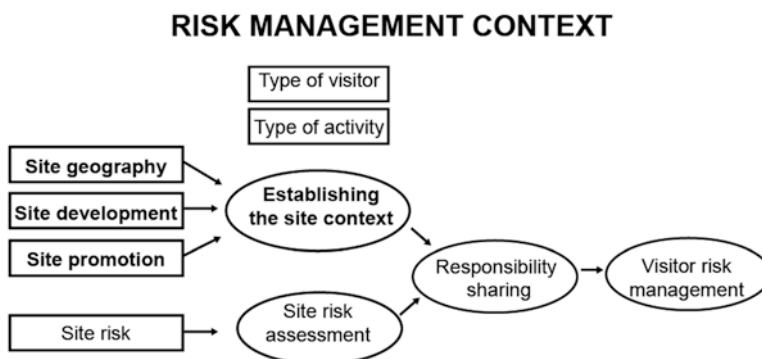 RISK MANAGEMENT CONTEXT
Type of visitor
Type of activity
Site geography
Site development
Site promotion
Establishing
the site context
Responsibility
sharing
Visitor risk
management
Site risk
Site risk
assessment